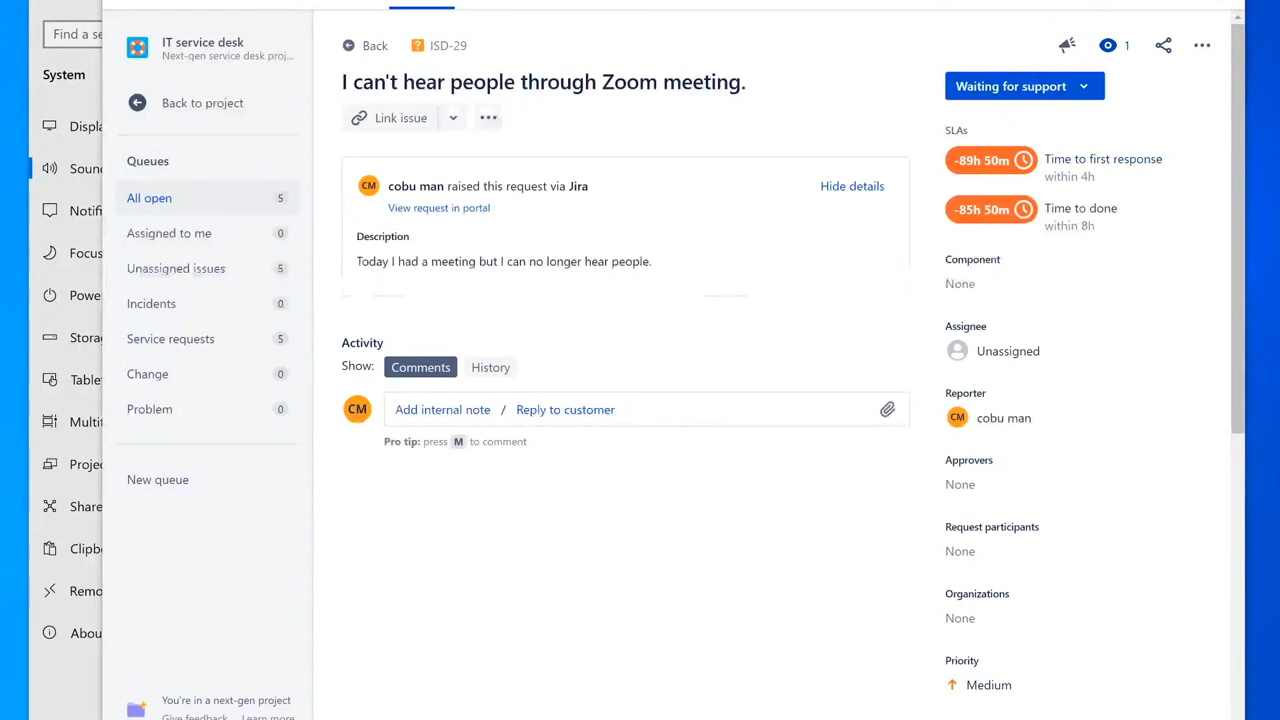 Find a se
System
Displa
Soun
Notifi
Focus
Powe
Storag
Table
Multi
Projec
Share
Clipb
Remo
Abou
IT service desk
Next-gen service desk proj...
Back to project
Queues
All open 5
Assigned to me 0
Unassigned issues 5
Incidents 0
Service requests 5
Change 0
Problem 0
New queue
You're in a next-gen project
Give feedback Learn more
Back ISD-29
1
I can't hear people through Zoom meeting.
Link issue
CM cobu man raised this request via Jira Hide details
View request in portal
Description
Today I had a meeting but I can no longer hear people.
Activity
Show: Comments History
CM Add internal note / Reply to customer
Pro tip: press M to comment
Waiting for support
SLAs
-89h 50m Time to first response
within 4h
-85h 50m Time to done
within 8h
Component
None
Assignee
Unassigned
Reporter
CM cobu man
Approvers
None
Request participants
None
Organizations
None
Priority
Medium